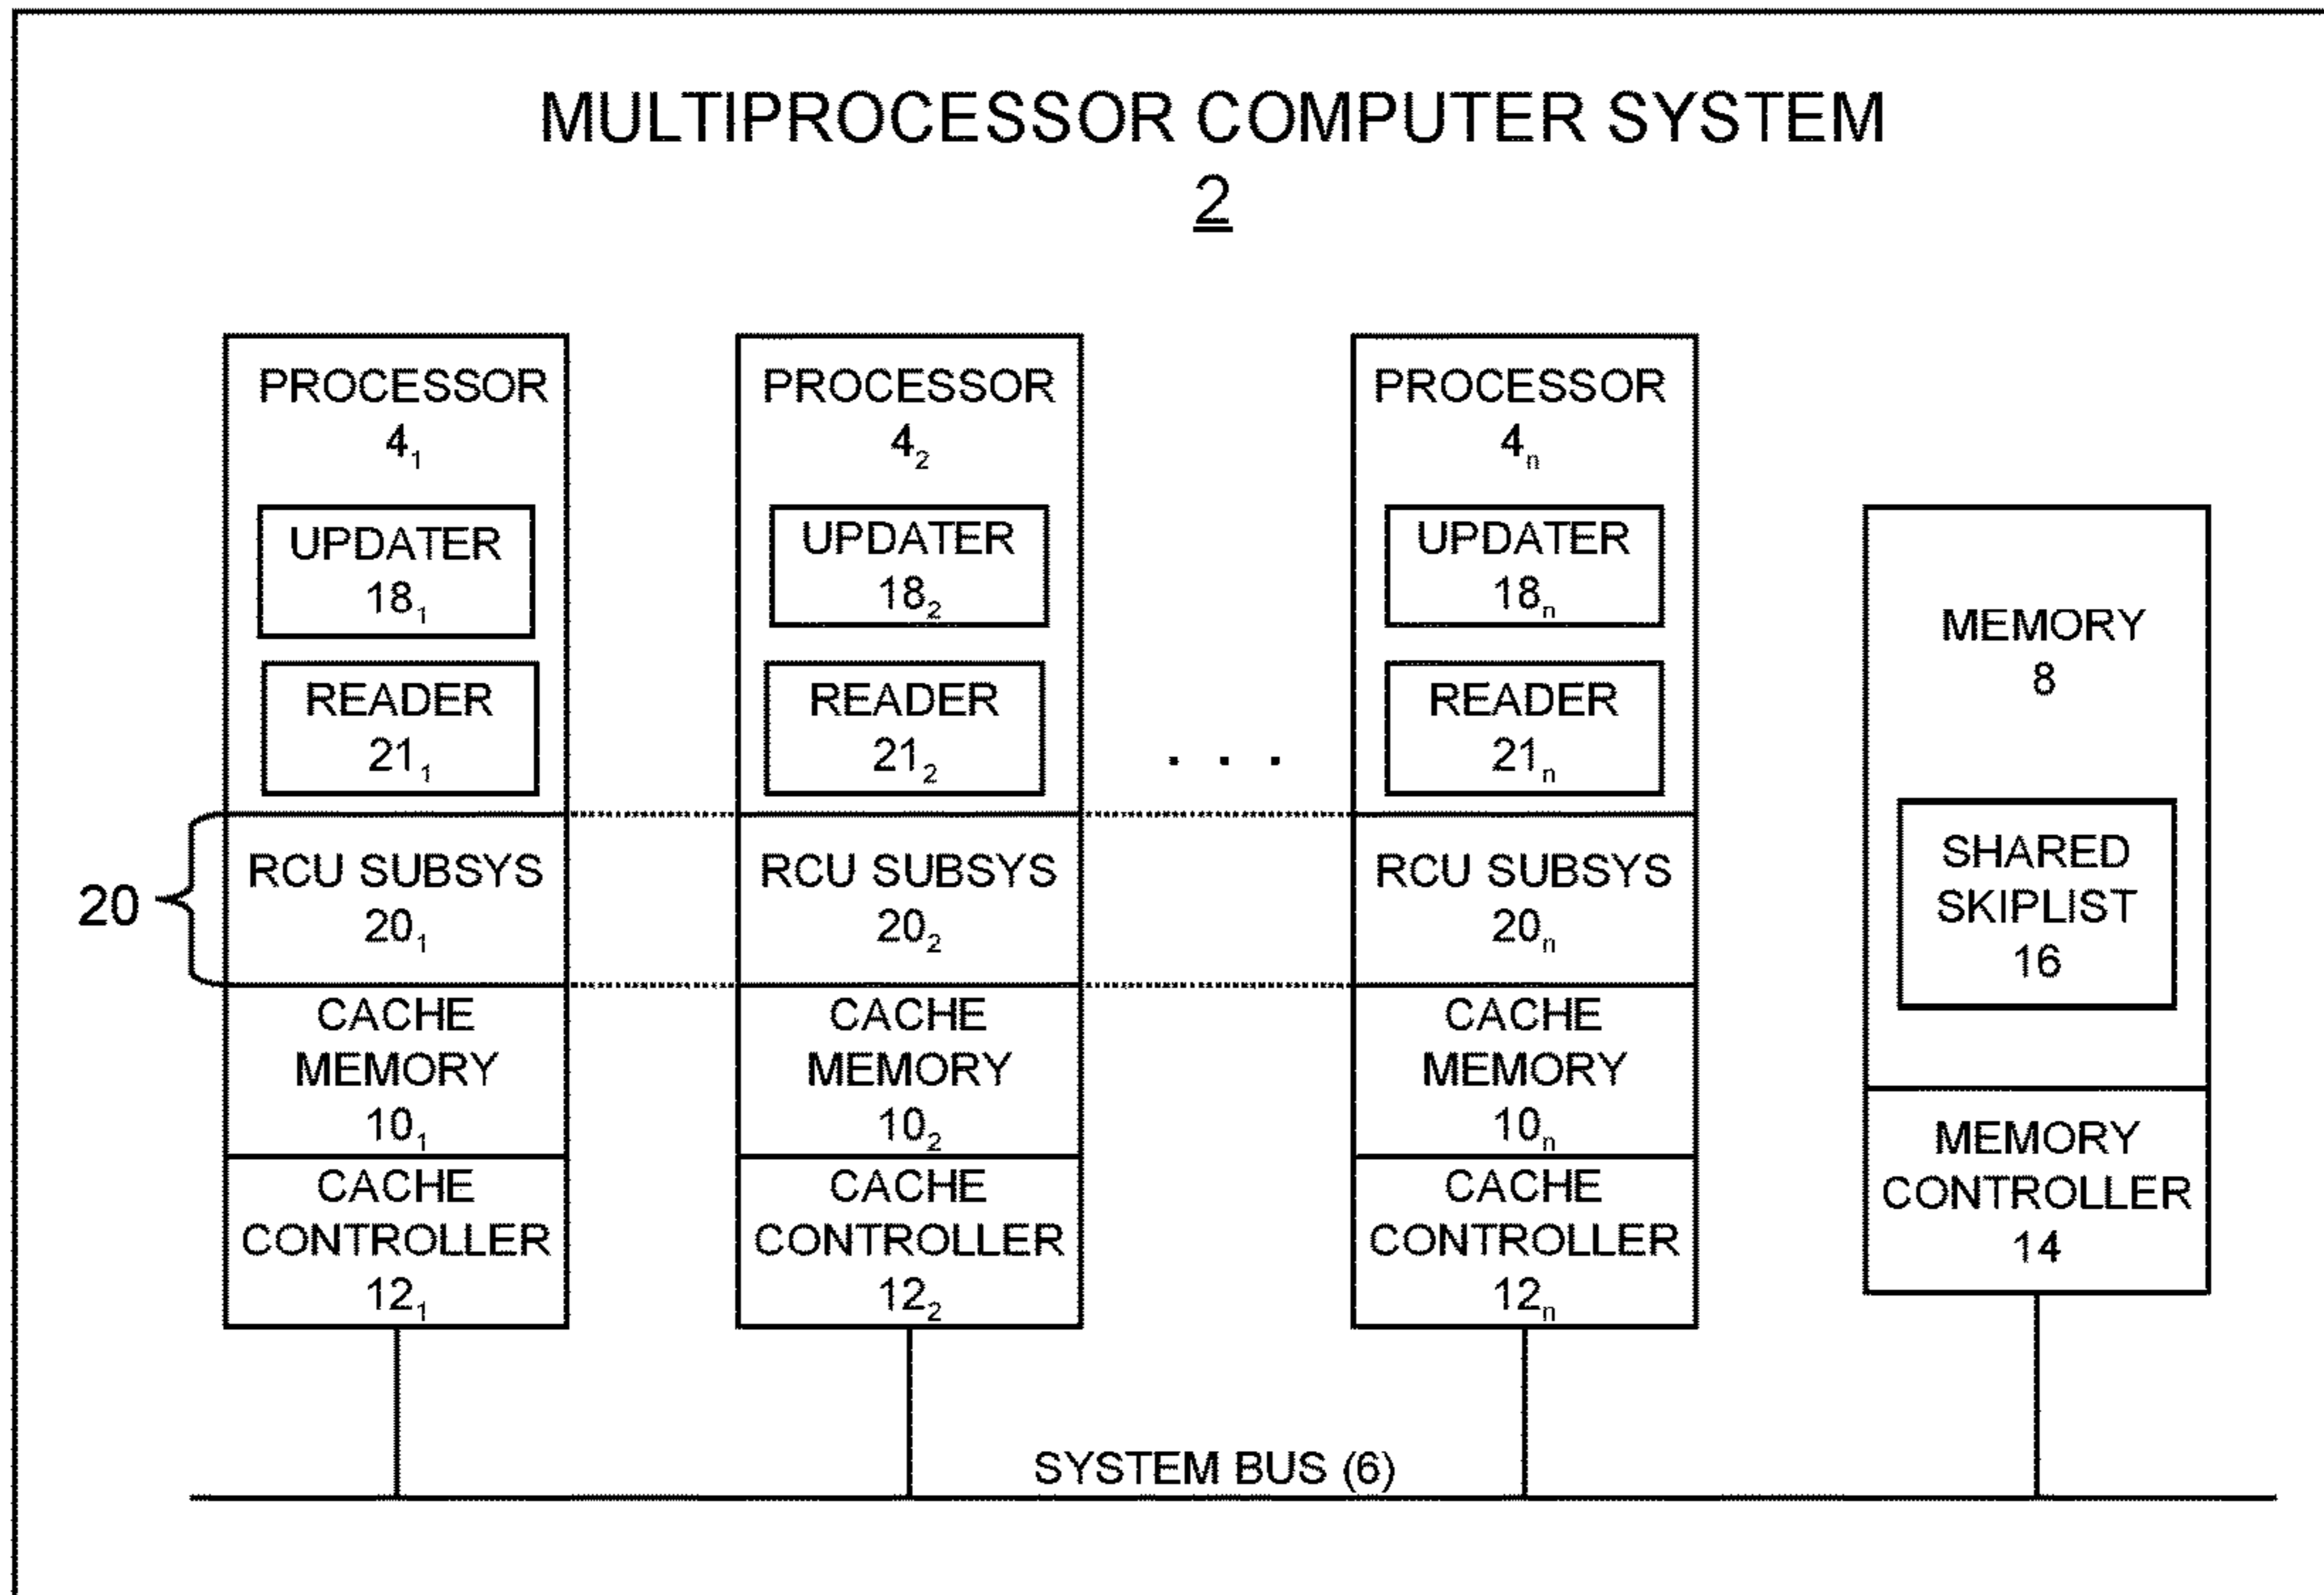 MULTIPROCESSOR COMPUTER SYSTEM
2
PROCESSOR
4₁
UPDATER
18₁
READER
21₁
RCU SUBSYS
20₁
CACHE
MEMORY
10₁
CACHE
CONTROLLER
12₁
20
PROCESSOR
4₂
UPDATER
18₂
READER
21₂
RCU SUBSYS
20₂
CACHE
MEMORY
10₂
CACHE
CONTROLLER
12₂
. . .
PROCESSOR
4ₙ
UPDATER
18ₙ
READER
21ₙ
RCU SUBSYS
20ₙ
CACHE
MEMORY
10ₙ
CACHE
CONTROLLER
12ₙ
MEMORY
8
SHARED
SKIPLIST
16
MEMORY
CONTROLLER
14
SYSTEM BUS (6)